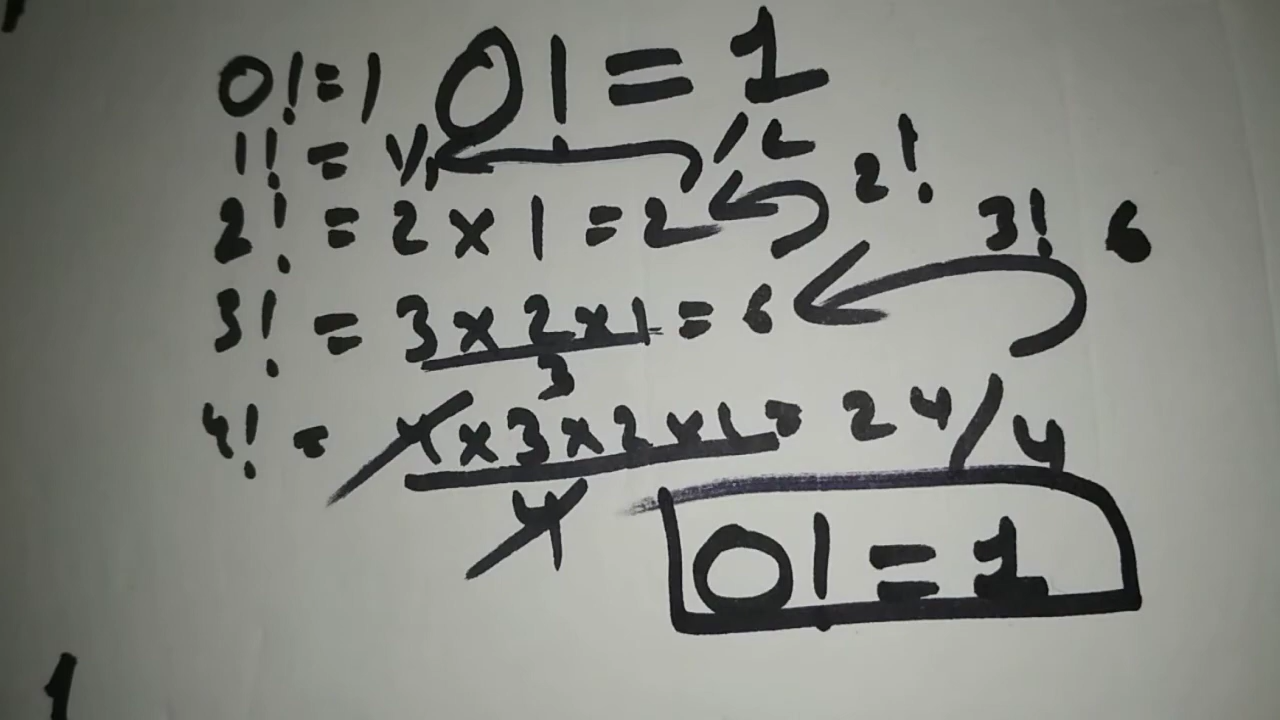 0! = 1 0! = 1
1! = 1/1 /2
2! = 2 x 1 = 2 2!
3! = 3 x 2 x 1 = 6 3! 6
3
4! = 4 x 3 x 2 x 1 = 24/4
4
0! = 1
1